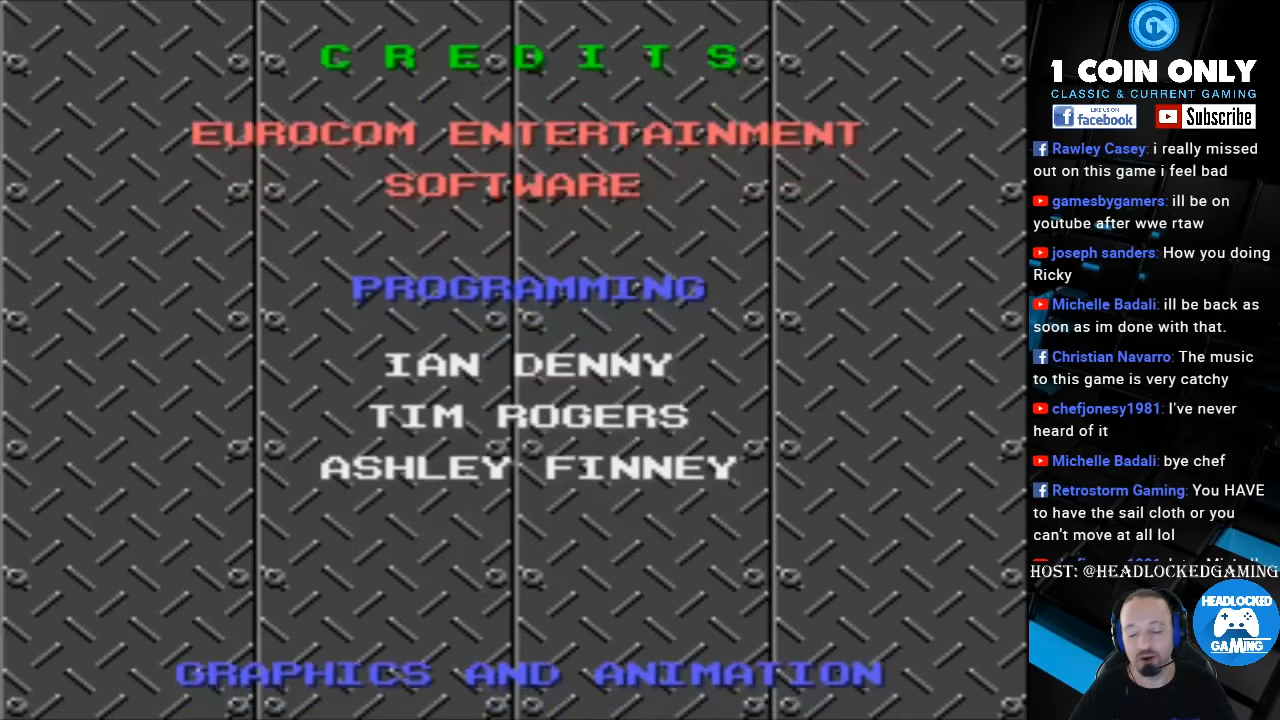 C R E D I T S
EUROCOM ENTERTAINMENT
SOFTWARE
PROGRAMMING
IAN DENNY
TIM ROGERS
ASHLEY FINNEY
GRAPHICS AND ANIMATION
1 COIN ONLY
CLASSIC & CURRENT GAMING
LIKE US ON
facebook
Subscribe
Rawley Casey: i really missed
out on this game i feel bad
gamesbygamers: ill be on
youtube after wwe rtaw
joseph sanders: How you doing
Ricky
Michelle Badali: ill be back as
soon as im done with that.
Christian Navarro: The music
to this game is very catchy
chefjonesy1981: I've never
heard of it
Michelle Badali: bye chef
Retrostorm Gaming: You HAVE
to have the sail cloth or you
can't move at all lol
HOST: @HEADLOCKEDGAMING
HEADLOCKED
GAMING